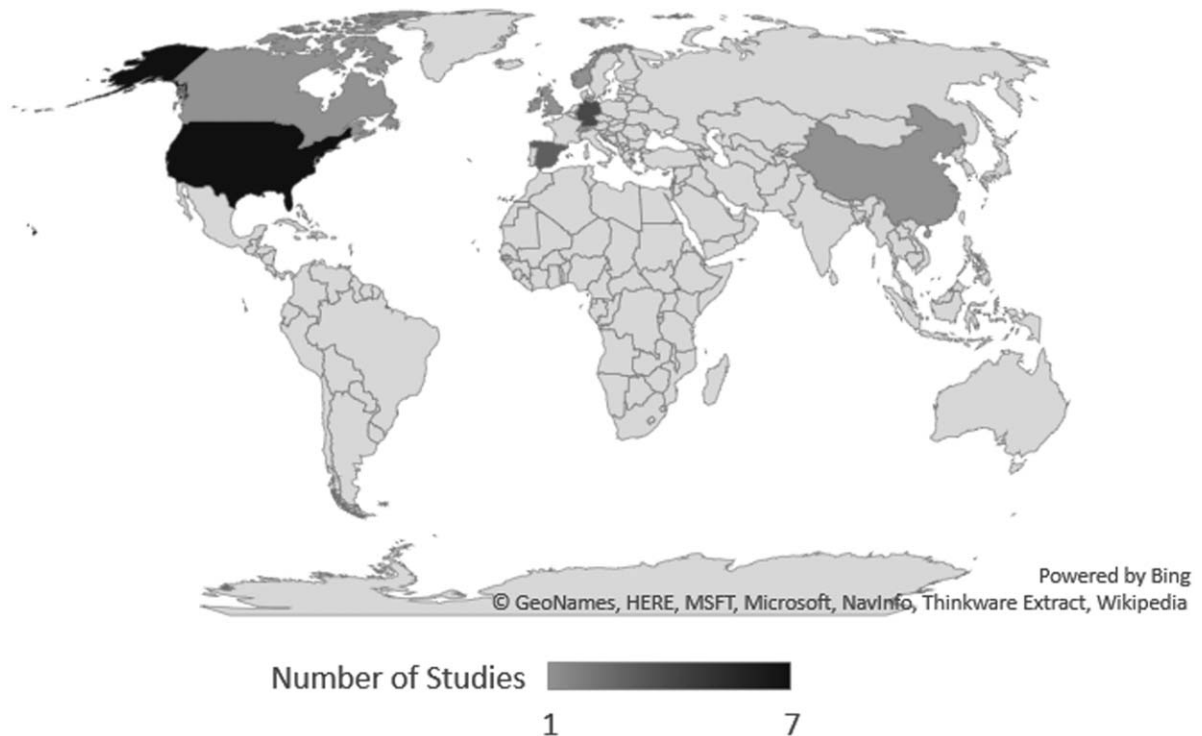 Powered by Bing
© GeoNames, HERE, MSFT, Microsoft, NavInfo, Thinkware Extract, Wikipedia
Number of Studies
1 7